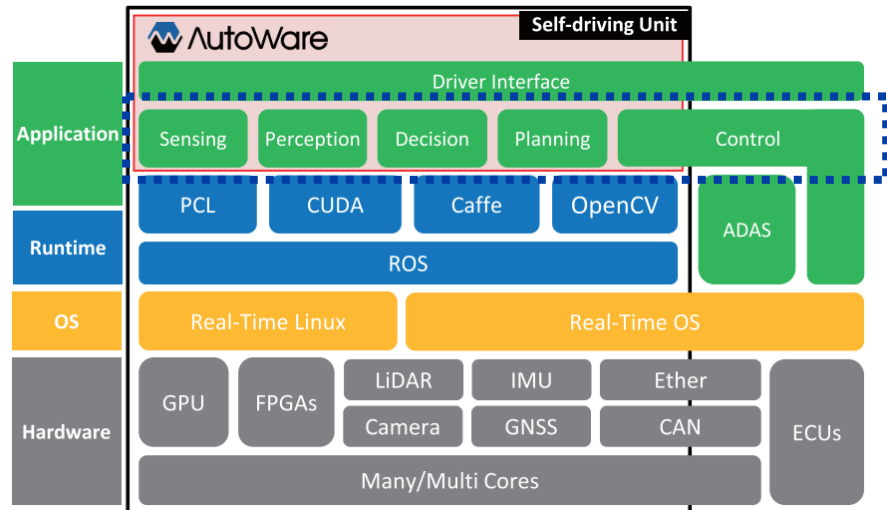 AutoWare
Self-driving Unit
Driver Interface
Application
Sensing
Perception
Decision
Planning
Control
PCL
CUDA
Caffe
OpenCV
ADAS
Runtime
ROS
OS
Real-Time Linux
Real-Time OS
Hardware
GPU
FPGAs
LiDAR
IMU
Ether
Camera
GNSS
CAN
ECUs
Many/Multi Cores